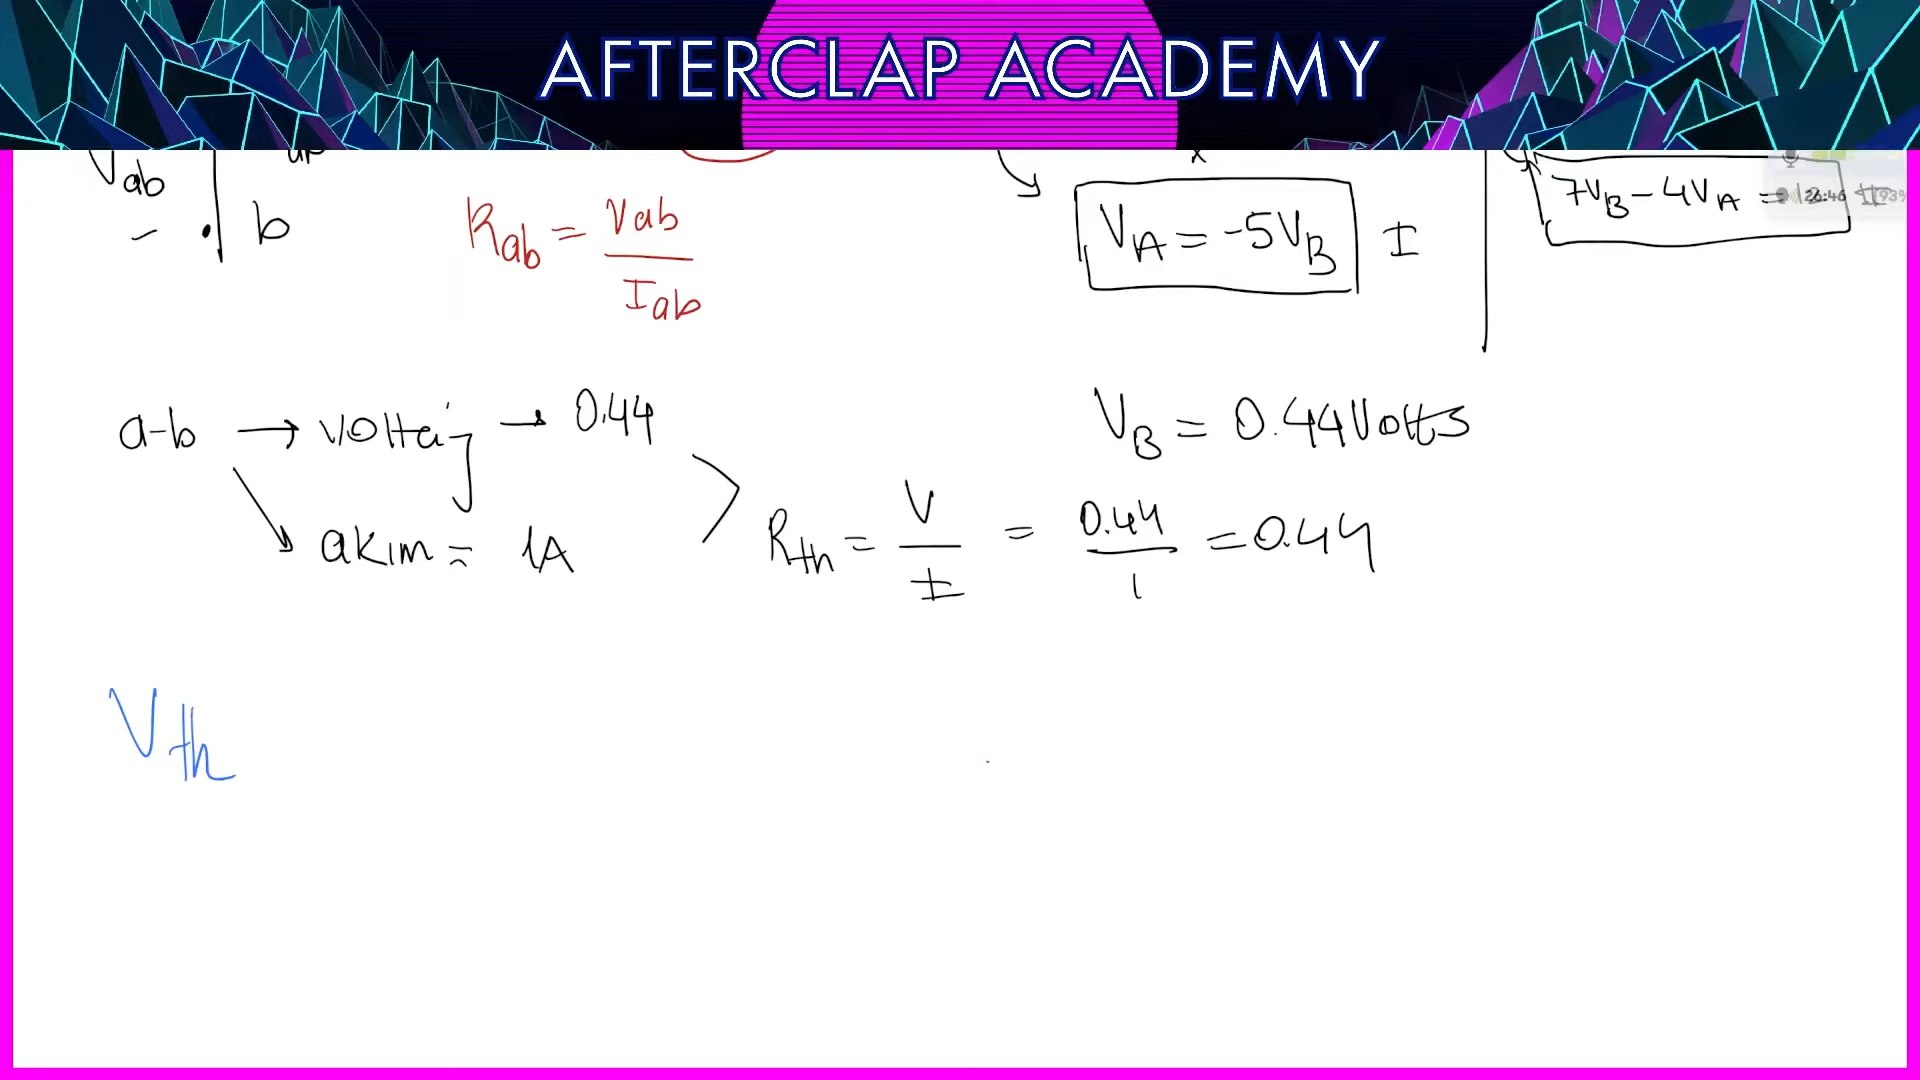 AFTERCLAP ACADEMY
Vab
- . b
Rab = Vab / Iab
VA = -5VB I
7VB - 4VA =
a-b → voltaj → 0.44
akım = 1A
VB = 0.44 Volts
Rth = V / I = 0.44 / 1 = 0.44
Vth